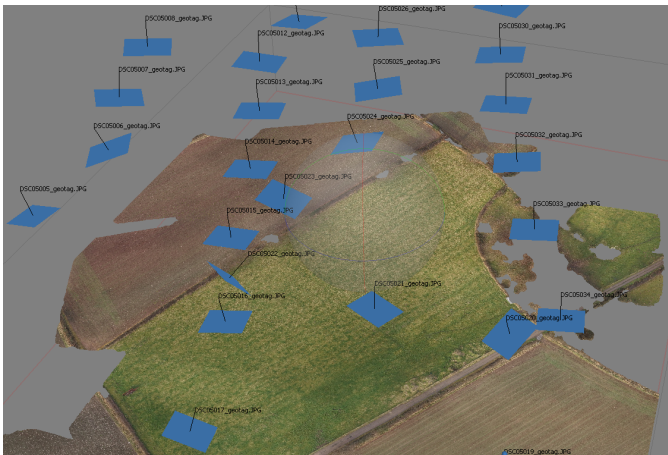 DSC05026_geotag.JPG
DSC05008_geotag.JPG
DSC05030_geotag.JPG
DSC05012_geotag.JPG
DSC05025_geotag.JPG
DSC05007_geotag.JPG
DSC05031_geotag.JPG
DSC05013_geotag.JPG
DSC05024_geotag.JPG
DSC05006_geotag.JPG
DSC05032_geotag.JPG
DSC05014_geotag.JPG
DSC05023_geotag.JPG
DSC05005_geotag.JPG
DSC05033_geotag.JPG
DSC05015_geotag.JPG
DSC05022_geotag.JPG
DSC05021_geotag.JPG
DSC05034_geotag.JPG
DSC05016_geotag.JPG
DSC05020_geotag.JPG
DSC05017_geotag.JPG
DSC05019_geotag.JPG